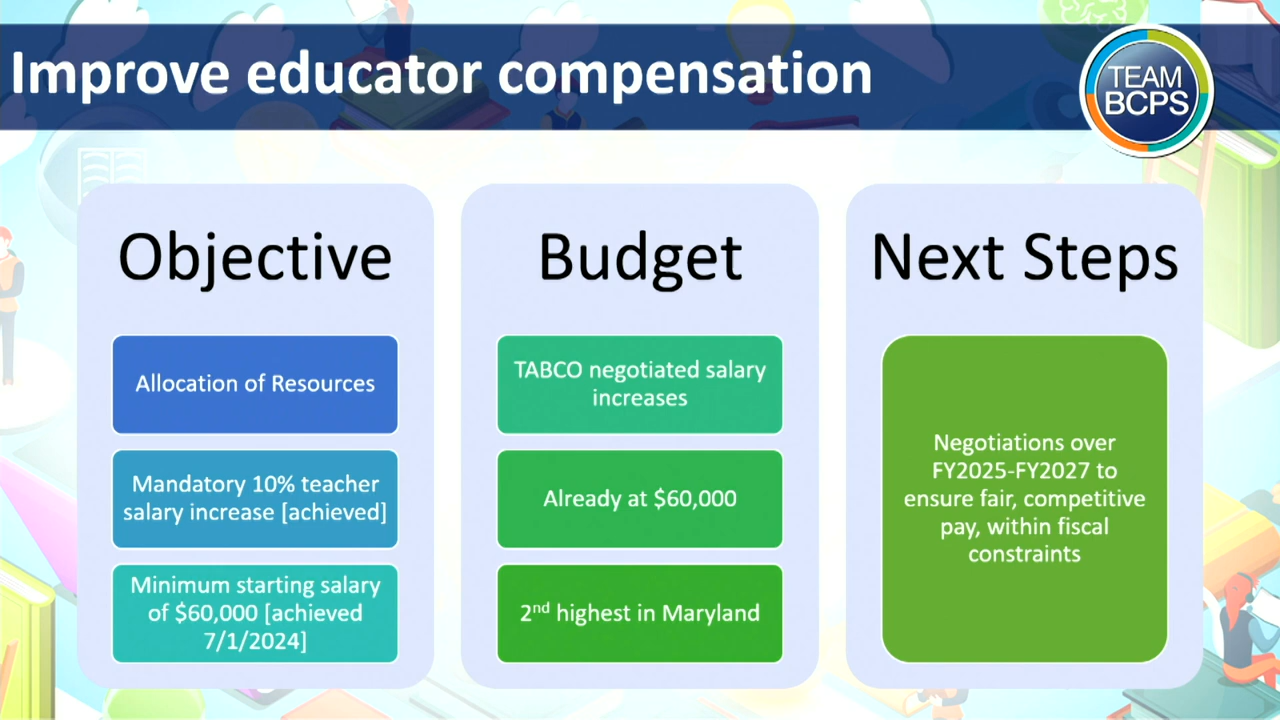 Improve educator compensation
TEAM
BCPS
Objective
Allocation of Resources
Mandatory 10% teacher
salary increase [achieved]
Minimum starting salary
of $60,000 [achieved
7/1/2024]
Budget
TABCO negotiated salary
increases
Already at $60,000
2nd highest in Maryland
Next Steps
Negotiations over
FY2025-FY2027 to
ensure fair, competitive
pay, within fiscal
constraints